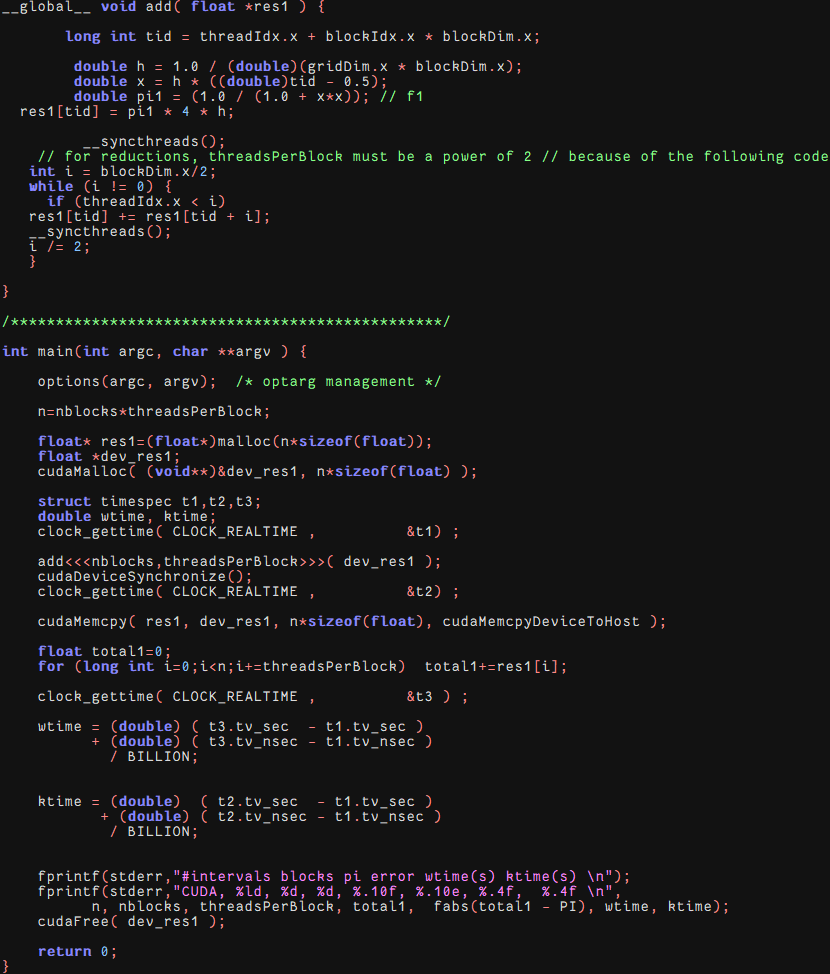 __global__ void add( float *res1 ) {
long int tid = threadIdx.x + blockIdx.x * blockDim.x;
double h = 1.0 / (double)(gridDim.x * blockDim.x);
double x = h * ((double)tid - 0.5);
double pi1 = (1.0 / (1.0 + x*x)); // f1
res1[tid] = pi1 * 4 * h;
__syncthreads();
// for reductions, threadsPerBlock must be a power of 2 // because of the following code
int i = blockDim.x/2;
while (i != 0) {
if (threadIdx.x < i)
res1[tid] += res1[tid + i];
__syncthreads();
i /= 2;
}
}
/************************************************/
int main(int argc, char **argv ) {
options(argc, argv);  /* optarg management */
n=nblocks*threadsPerBlock;
float* res1=(float*)malloc(n*sizeof(float));
float *dev_res1;
cudaMalloc( (void**)&dev_res1, n*sizeof(float) );
struct timespec t1,t2,t3;
double wtime, ktime;
clock_gettime( CLOCK_REALTIME ,          &t1) ;
add<<<nblocks,threadsPerBlock>>>( dev_res1 );
cudaDeviceSynchronize();
clock_gettime( CLOCK_REALTIME ,          &t2) ;
cudaMemcpy( res1, dev_res1, n*sizeof(float), cudaMemcpyDeviceToHost );
float total1=0;
for (long int i=0;i<n;i+=threadsPerBlock)  total1+=res1[i];
clock_gettime( CLOCK_REALTIME ,          &t3 ) ;
wtime = (double) ( t3.tv_sec  - t1.tv_sec )
+ (double) ( t3.tv_nsec - t1.tv_nsec )
/ BILLION;
ktime = (double)  ( t2.tv_sec  - t1.tv_sec )
+ (double) ( t2.tv_nsec - t1.tv_nsec )
/ BILLION;
fprintf(stderr,"#intervals blocks pi error wtime(s) ktime(s) \n");
fprintf(stderr,"CUDA, %ld, %d, %d, %.10f, %.10e, %.4f,  %.4f \n",
n, nblocks, threadsPerBlock, total1,  fabs(total1 - PI), wtime, ktime);
cudaFree( dev_res1 );
return 0;
}